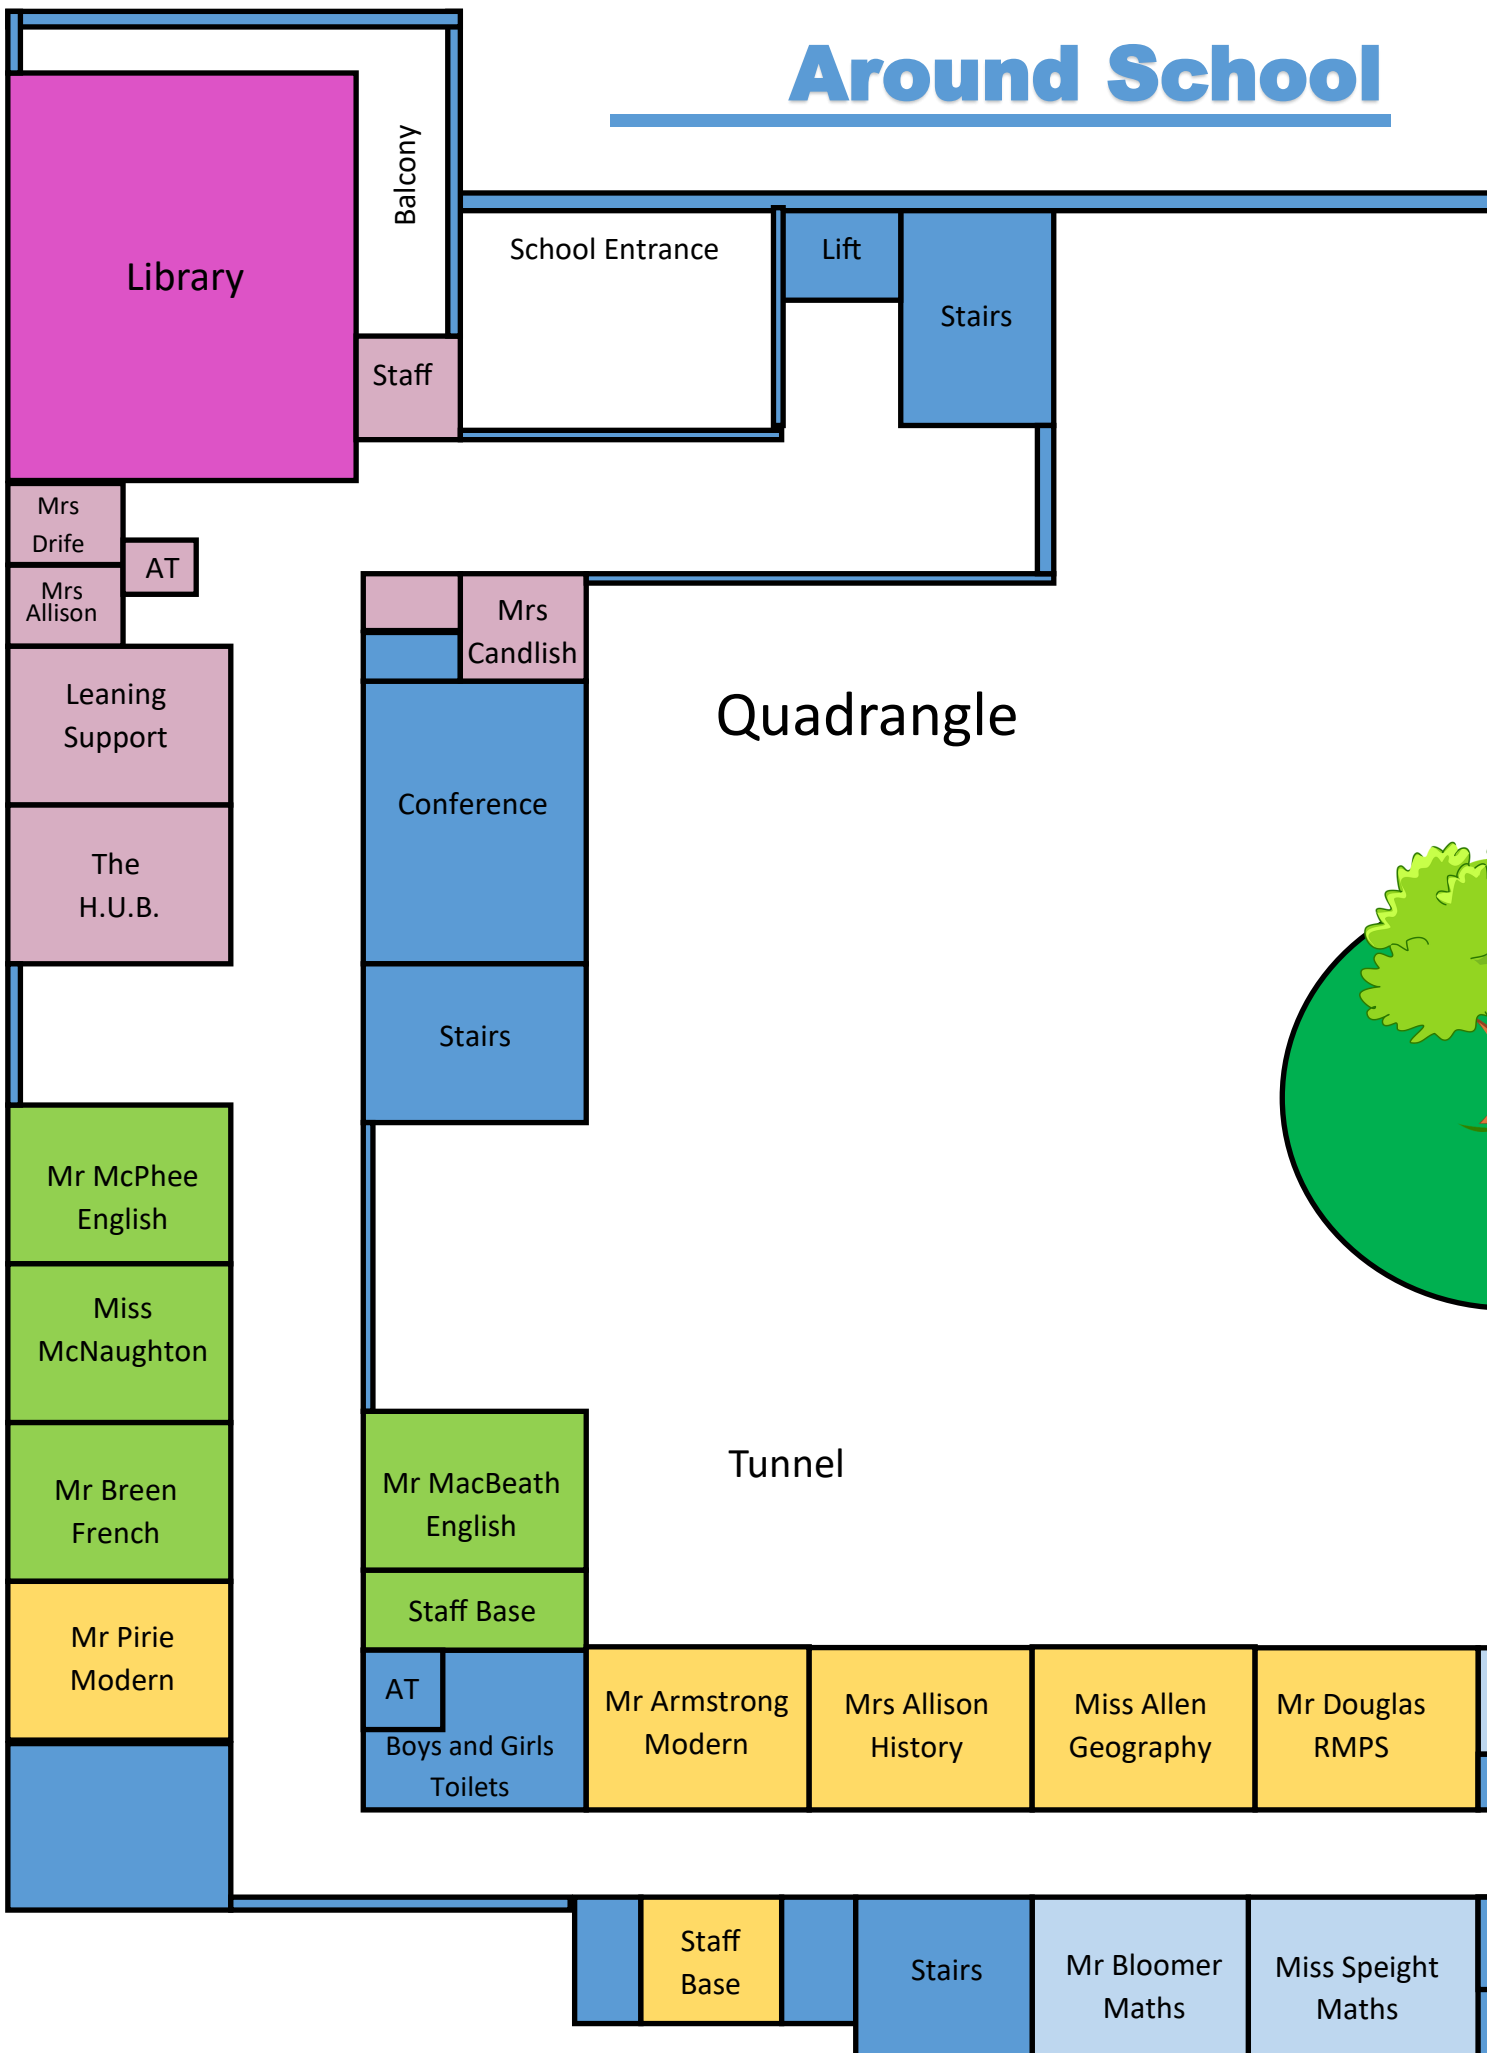 Around School
Balcony
School Entrance
Lift
Library
Stairs
Staff
Mrs
Drife
AT
Mrs
Allison
Mrs
Candlish
Leaning
Support
Quadrangle
Conference
The
H.U.B.
Stairs
Mr McPhee
English
Miss
McNaughton
Mr Breen
French
Mr MacBeath
English
Tunnel
Staff Base
Mr Pirie
Modern
AT
Boys and Girls
Toilets
Mr Armstrong
Modern
Mrs Allison
History
Miss Allen
Geography
Mr Douglas
RMPS
Staff
Base
Stairs
Mr Bloomer
Maths
Miss Speight
Maths